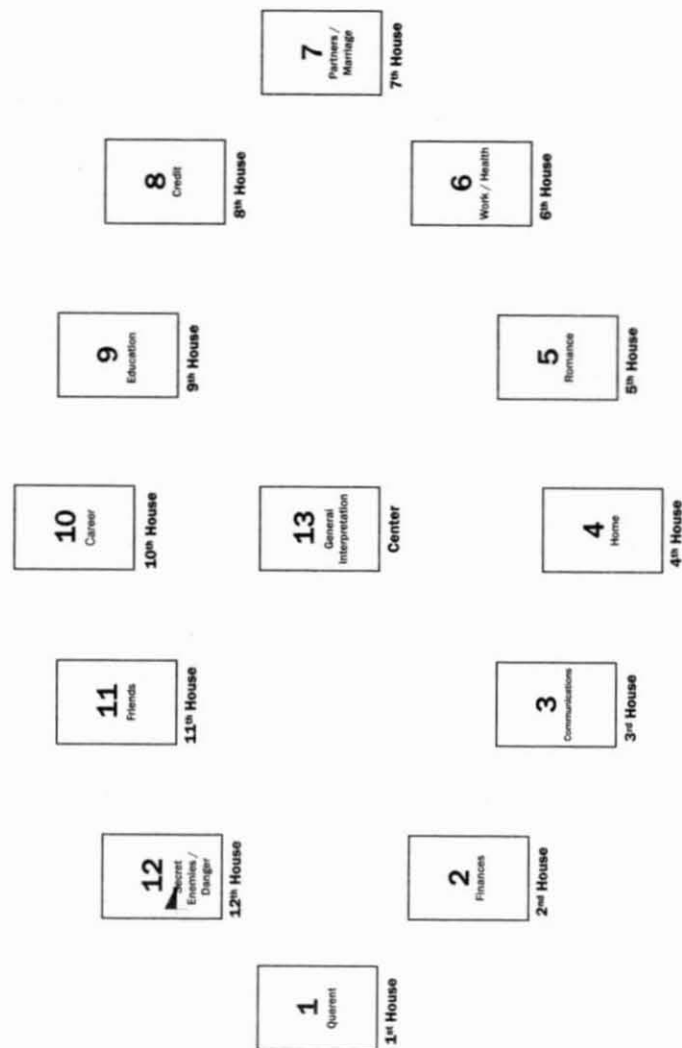 10
Career
10th House
11
Friends
11th House
9
Education
9th House
12
Secret
Enemies /
Danger
12th House
8
Credit
8th House
1
Querent
1st House
13
General
Interpretation
Center
7
Partners /
Marriage
7th House
2
Finances
2nd House
6
Work / Health
6th House
3
Communications
3rd House
5
Romance
5th House
4
Home
4th House